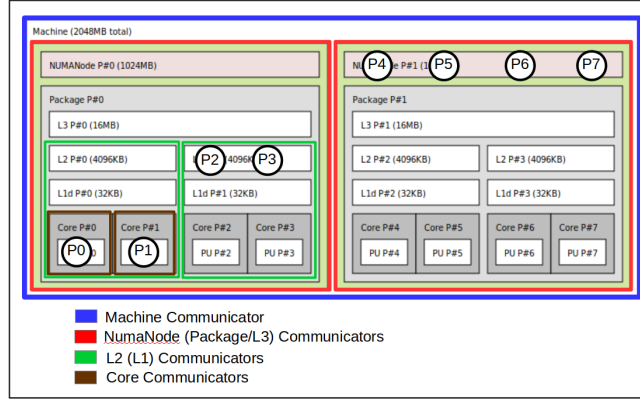 Machine (2048MB total)
NUMANode P#0 (1024MB)
NU P4 e P#1 (1 P5 P6 P7
Package P#0
Package P#1
L3 P#0 (16MB)
L3 P#1 (16MB)
L2 P#0 (4096KB)
P2 (4096K P3
L2 P#2 (4096KB)
L2 P#3 (4096KB)
L1d P#0 (32KB)
L1d P#1 (32KB)
L1d P#2 (32KB)
L1d P#3 (32KB)
Core P#0
Core P#1
Core P#2
Core P#3
Core P#4
Core P#5
Core P#6
Core P#7
P0
P1
PU P#2
PU P#3
PU P#4
PU P#5
PU P#6
PU P#7
Machine Communicator
NumaNode (Package/L3) Communicators
L2 (L1) Communicators
Core Communicators